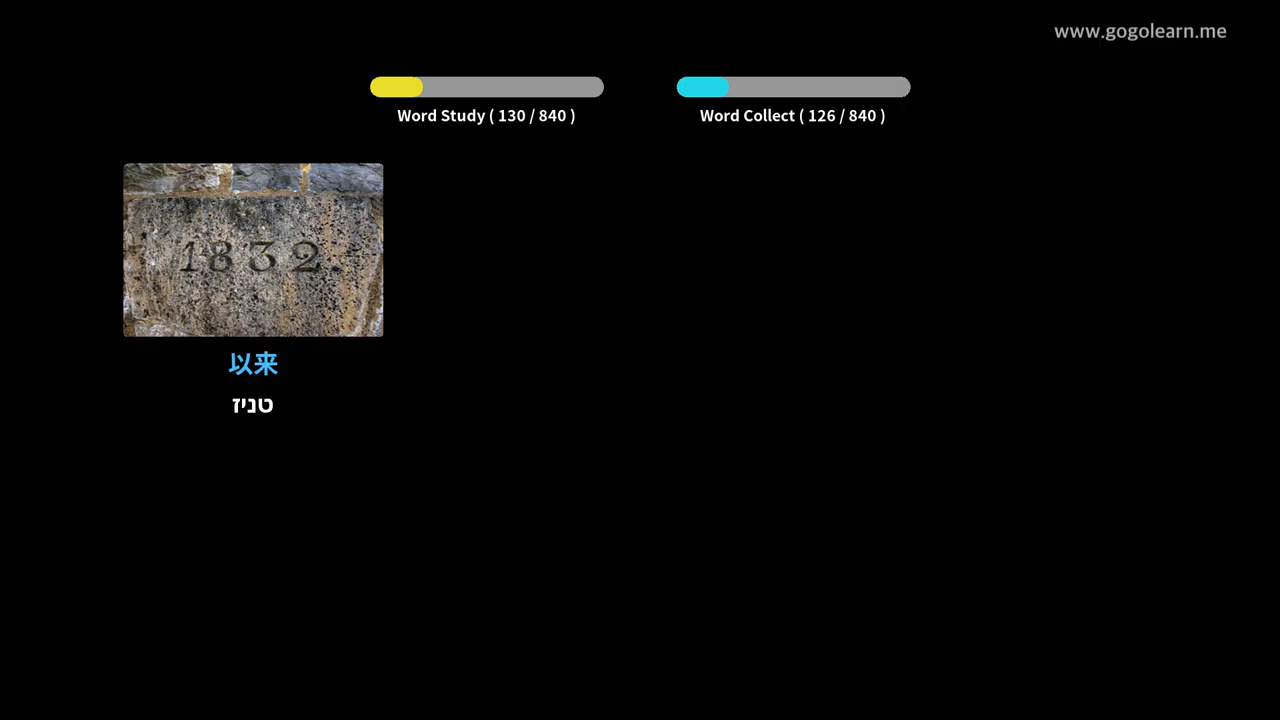 www.gogolearn.me
Word Study ( 130 / 840 )
Word Collect ( 126 / 840 )
1832.
以来
טניז